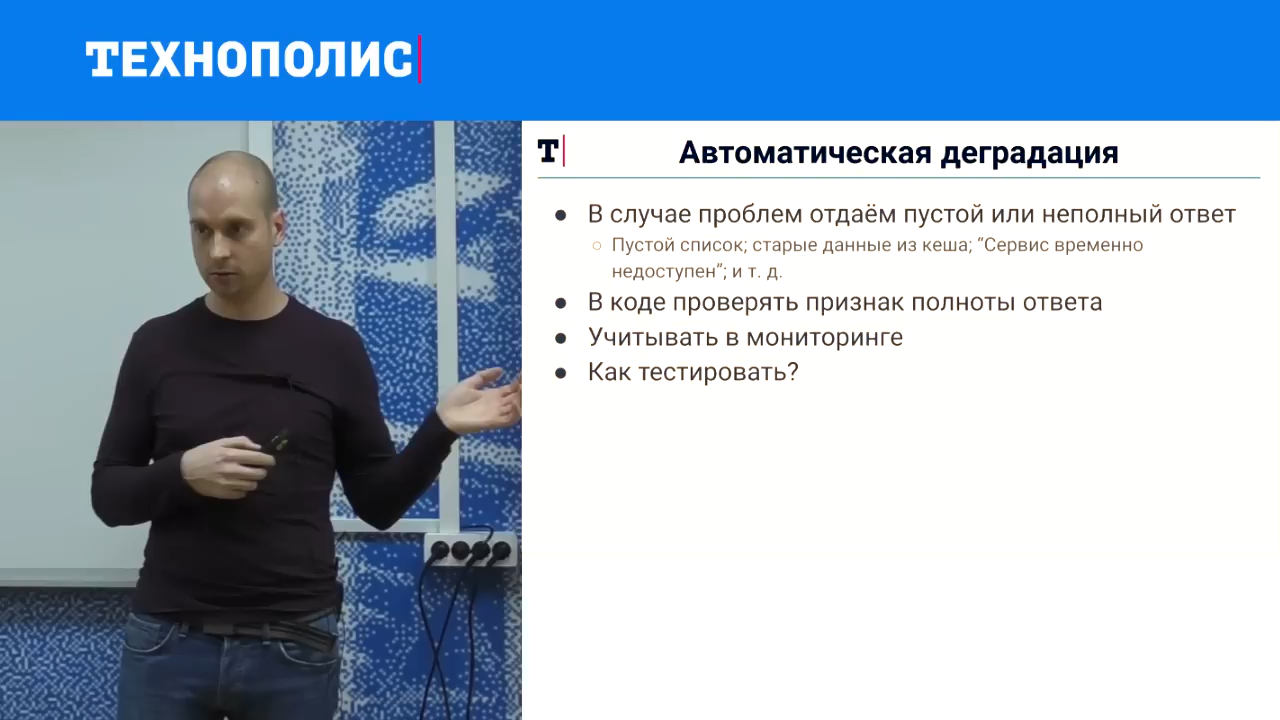 ТЕХНОПОЛИС
Т
Автоматическая деградация
● В случае проблем отдаём пустой или неполный ответ
○ Пустой список; старые данные из кеша; “Сервис временно
недоступен”; и т. д.
● В коде проверять признак полноты ответа
● Учитывать в мониторинге
● Как тестировать?